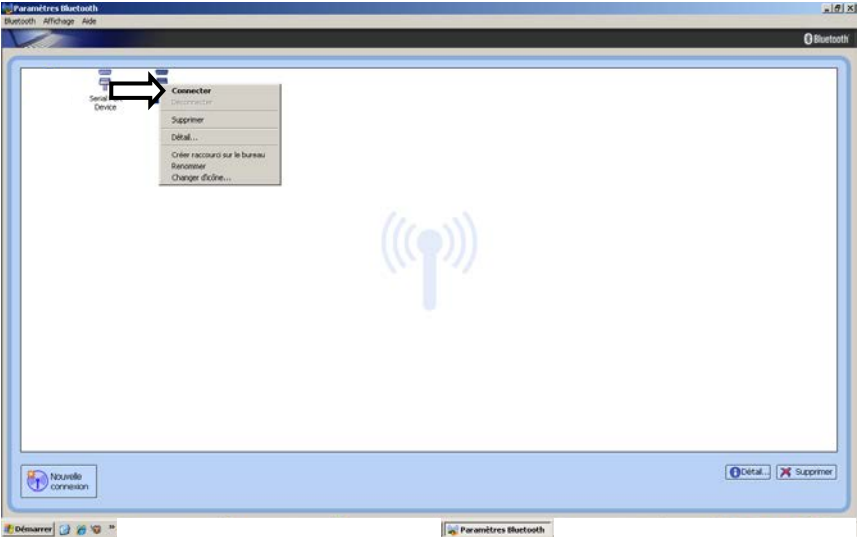 Paramètres Bluetooth
Bluetooth Affichage Aide
Bluetooth
Serial
Device
Connecter
Déconnecter
Supprimer
Détail...
Créer raccourci sur le bureau
Renommer
Changer d'icône...
Nouvelle
connexion
Détail... Supprimer
Démarrer » Paramètres Bluetooth